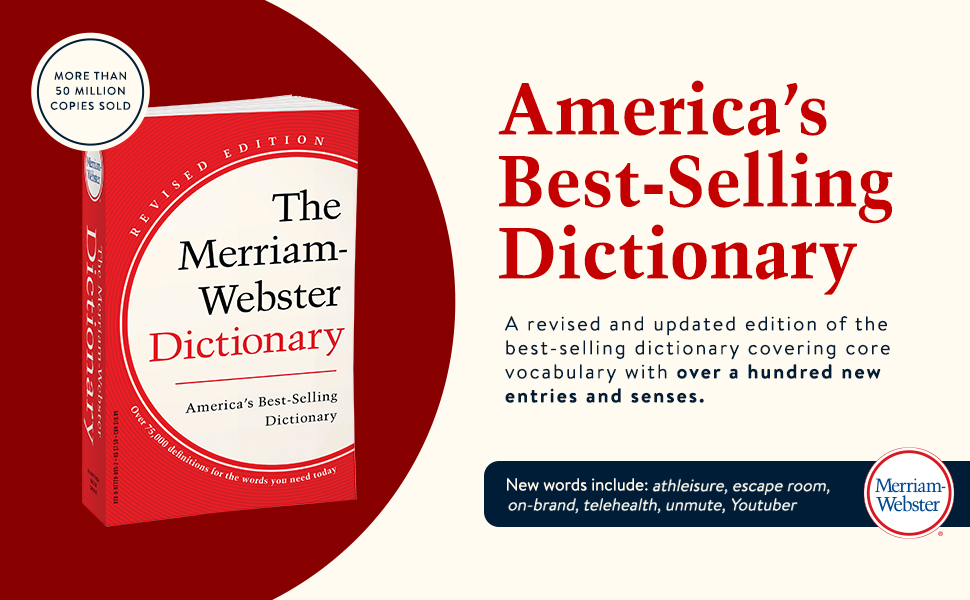 MORE THAN
50 MILLION
COPIES SOLD
REVISED EDITION
The
Merriam-
Webster
Dictionary
America's Best-Selling
Dictionary
Over 75,000 definitions for the words you need today
Merriam-
Webster
The Merriam-Webster
Dictionary
America's
Best-Selling
Dictionary
A revised and updated edition of the
best-selling dictionary covering core
vocabulary with over a hundred new
entries and senses.
New words include: athleisure, escape room,
on-brand, telehealth, unmute, Youtuber
Merriam-
Webster
®